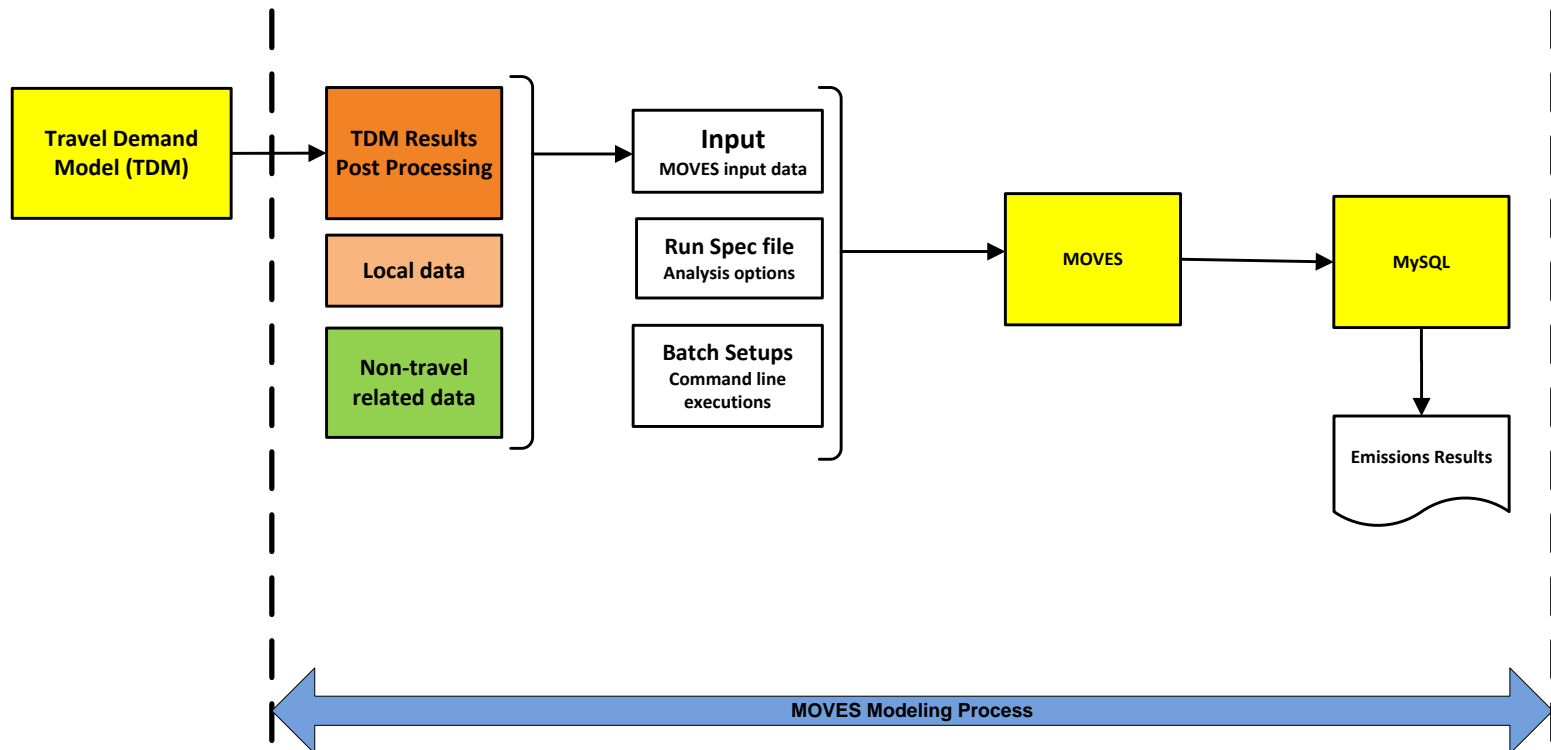 Travel Demand
Model (TDM)
TDM Results
Post Processing
Local data
Non-travel
related data
Input
MOVES input data
Run Spec file
Analysis options
Batch Setups
Command line
executions
MOVES
MySQL
Emissions Results
MOVES Modeling Process